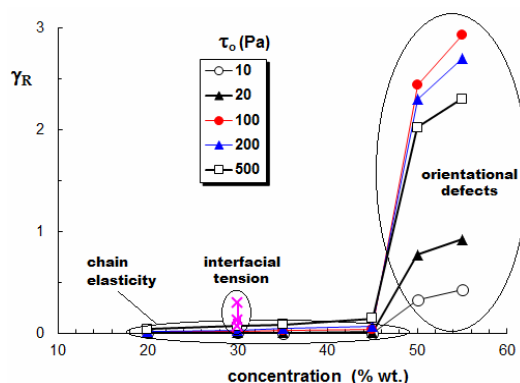 3
τo (Pa)
10
20
100
200
500
γR
2
orientational
defects
1
chain
elasticity
interfacial
tension
0
10
20
30
40
50
60
concentration (% wt.)